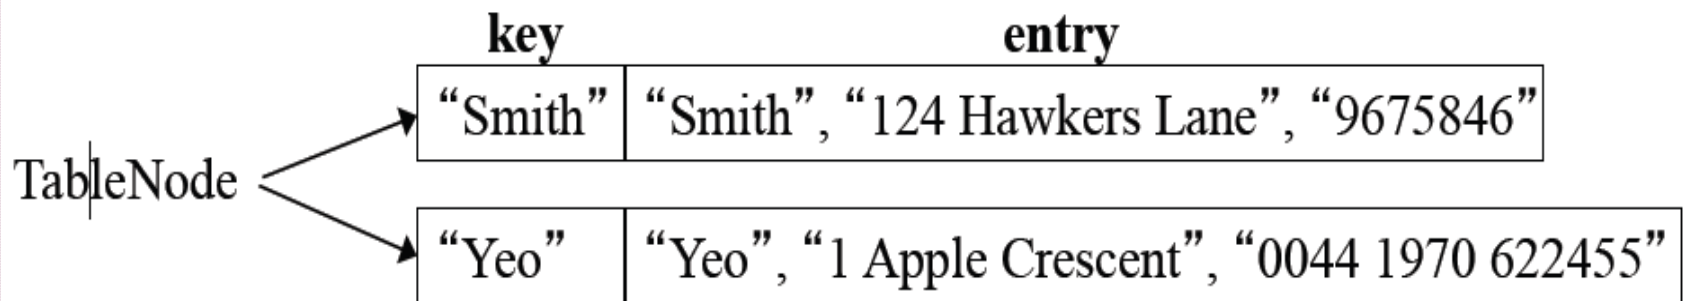 key entry
“Smith” “Smith”, “124 Hawkers Lane”, “9675846”
TableNode
“Yeo” “Yeo”, “1 Apple Crescent”, “0044 1970 622455”